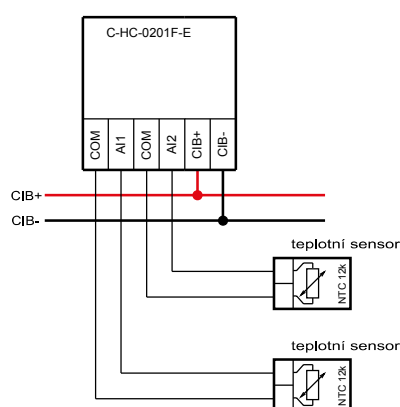 C-HC-0201F-E
COM
AI1
COM
AI2
CIB+
CIB-
CIB+
CIB-
teplotní sensor
NTC 12k
teplotní sensor
NTC 12k